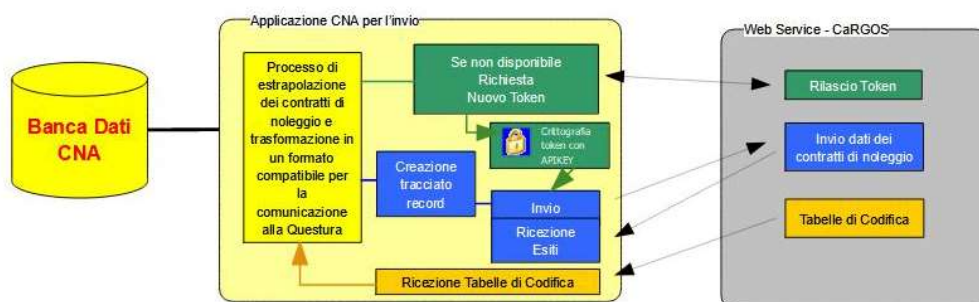 Applicazione CNA per l'invio
Web Service - CaRGOS
Banca Dati
CNA
Processo di
estrapolazione
dei contratti di
noleggio e
trasformazione in
un formato
compatibile per
la
comunicazione
alla Questura
Se non disponibile
Richiesta
Nuovo Token
Crittografia
token con
APIKEY
Creazione
tracciato
record
Invio
Ricezione
Esiti
Ricezione Tabelle di Codifica
Rilascio Token
Invio dati dei
contratti di noleggio
Tabelle di Codifica